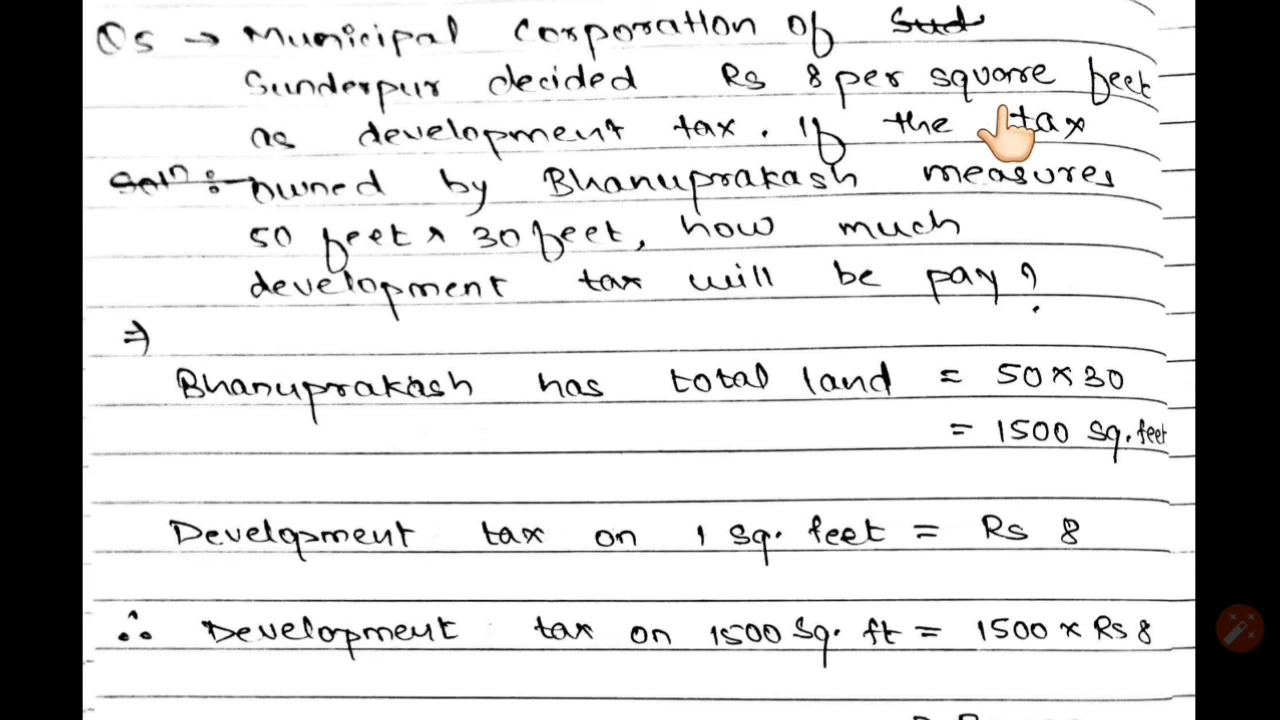 Q5 → Municipal Corporation of Sud
Sunderpur decided Rs 8 per square feet
as development tax. If the tax
Soln: owned by Bhanuprakash measures
50 feet × 30 feet, how much
development tax will be pay?
⇒
Bhanuprakash has total land = 50 × 30
= 1500 sq. feet
Development tax on 1 sq. feet = Rs 8
∴ Development tax on 1500 sq. ft = 1500 × Rs 8